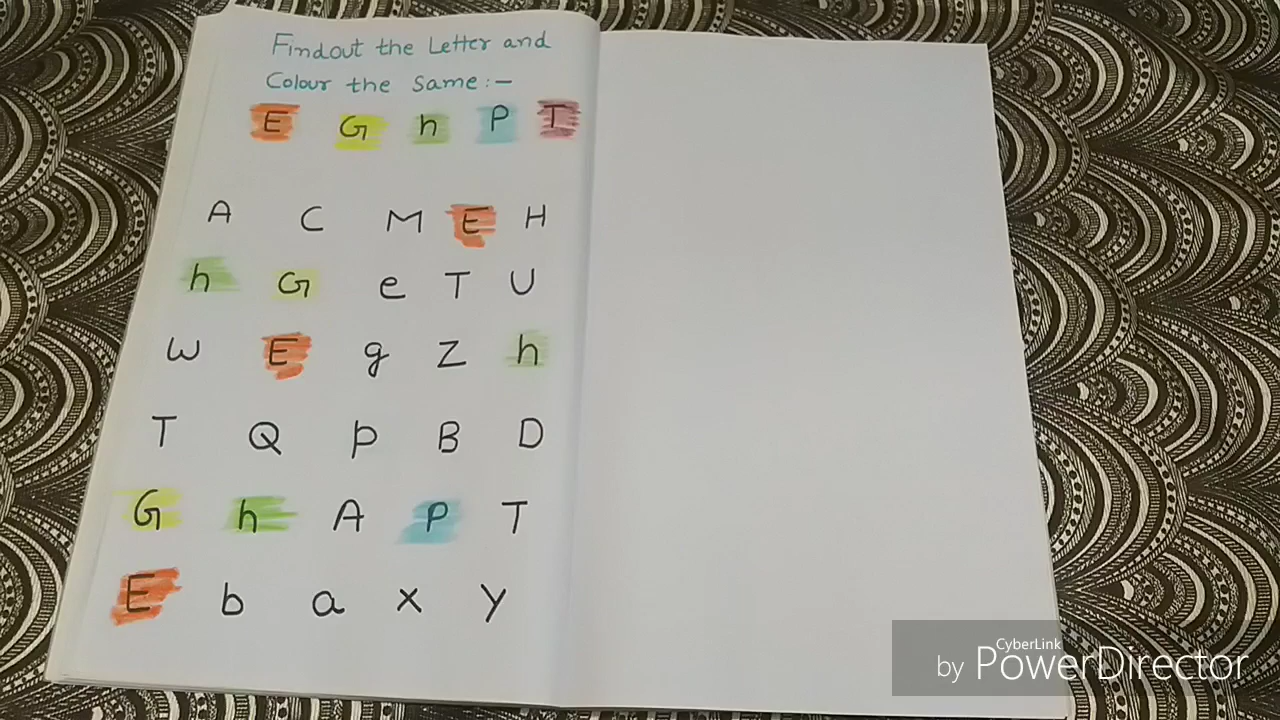 Findout the Letter and
Colour the same:-
E G h P T
A C M E H
h G e T U
w E g Z h
T Q p B D
G h A P T
E b a x y
CyberLink
by PowerDirector